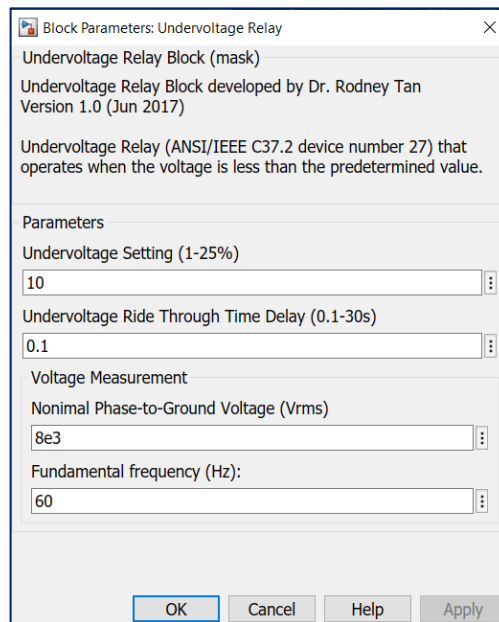 Block Parameters: Undervoltage Relay
Undervoltage Relay Block (mask)
Undervoltage Relay Block developed by Dr. Rodney Tan
Version 1.0 (Jun 2017)
Undervoltage Relay (ANSI/IEEE C37.2 device number 27) that
operates when the voltage is less than the predetermined value.
Parameters
Undervoltage Setting (1-25%)
10
Undervoltage Ride Through Time Delay (0.1-30s)
0.1
Voltage Measurement
Nonimal Phase-to-Ground Voltage (Vrms)
8e3
Fundamental frequency (Hz):
60
OK Cancel Help Apply